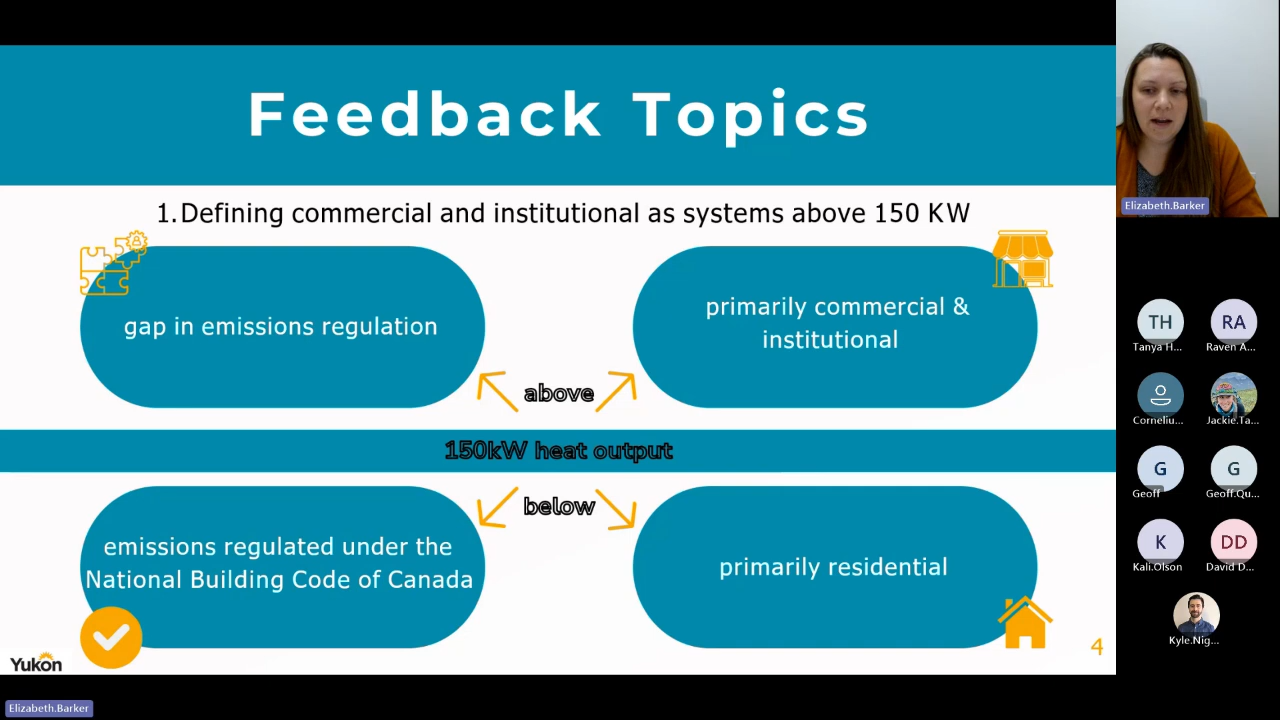 Feedback Topics
1. Defining commercial and institutional as systems above 150 KW
gap in emissions regulation
primarily commercial &
institutional
above
150kW heat output
below
emissions regulated under the
National Building Code of Canada
primarily residential
Yukon
4
Elizabeth.Barker
Elizabeth.Barker
TH
Tanya H...
RA
Raven A...
Corneliu...
Jackie.Ta...
G
Geoff
G
Geoff.Qu...
K
Kali.Olson
DD
David D...
Kyle.Nig...